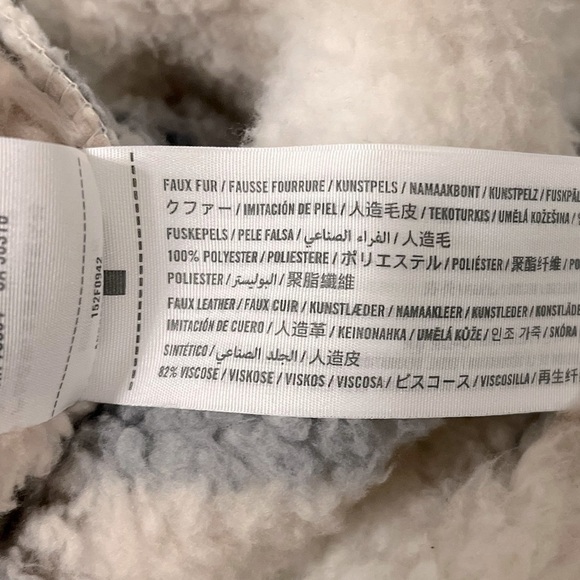 152F0942
FAUX FUR / FAUSSE FOURRURE / KUNSTPELS / NAMAAKBONT / KUNSTPELZ /
クファー / IMITACIÓN DE PIEL / 人造毛皮 / TEKOTURKIS / UMĚLÁ KOŽEŠINA /
FUSKEPELS / PELE FALSA / الفراء الصناعي / 人造毛
100% POLYESTER / POLIESTERE / ポリエステル / POLIÉSTER / 聚酯纤维 /
POLIESTER / البوليستر / 聚脂纖維
FAUX LEATHER / FAUX CUIR / KUNSTLÆDER / NAMAAKLEER / KUNSTLEDER /
IMITACIÓN DE CUERO / 人造革 / KEINONAHKA / UMĚLÁ KŮŽE / 인조 가죽 / SKÓRA
SINTÉTICO / الجلد الصناعي / 人造皮
82% VISCOSE / VISKOSE / VISKOS / VISCOSA / ビスコース / VISCOSILLA / 再生纤